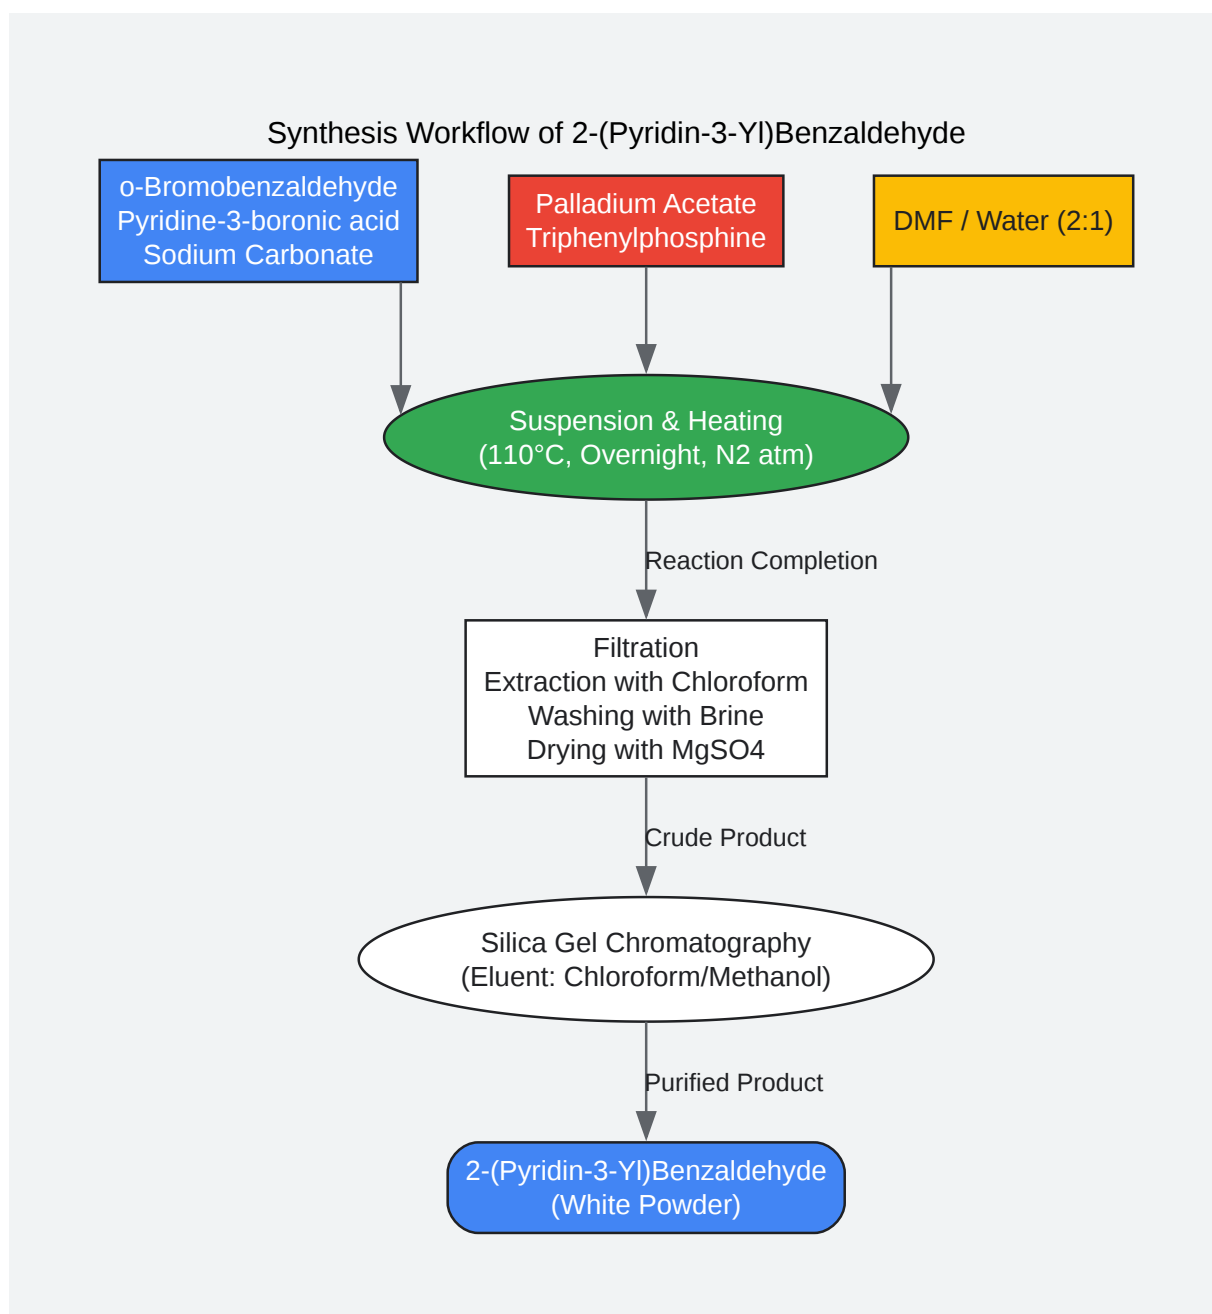 Synthesis Workflow of 2-(Pyridin-3-Yl)Benzaldehyde
o-Bromobenzaldehyde
Pyridine-3-boronic acid
Sodium Carbonate
Palladium Acetate
Triphenylphosphine
DMF / Water (2:1)
Suspension & Heating
(110°C, Overnight, N2 atm)
Reaction Completion
Filtration
Extraction with Chloroform
Washing with Brine
Drying with MgSO4
Crude Product
Silica Gel Chromatography
(Eluent: Chloroform/Methanol)
Purified Product
2-(Pyridin-3-Yl)Benzaldehyde
(White Powder)